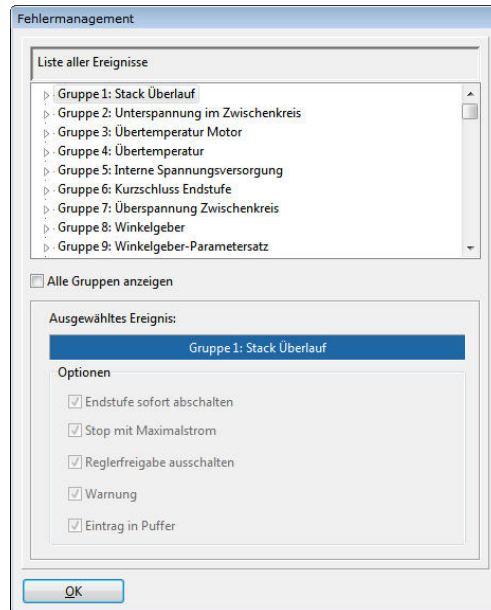 Fehlermanagement
Liste aller Ereignisse
Gruppe 1: Stack Überlauf
Gruppe 2: Unterspannung im Zwischenkreis
Gruppe 3: Übertemperatur Motor
Gruppe 4: Übertemperatur
Gruppe 5: Interne Spannungsversorgung
Gruppe 6: Kurzschluss Endstufe
Gruppe 7: Überspannung Zwischenkreis
Gruppe 8: Winkelgeber
Gruppe 9: Winkelgeber-Parametersatz
Alle Gruppen anzeigen
Ausgewähltes Ereignis:
Gruppe 1: Stack Überlauf
Optionen
Endstufe sofort abschalten
Stop mit Maximalstrom
Reglerfreigabe ausschalten
Warnung
Eintrag in Puffer
OK